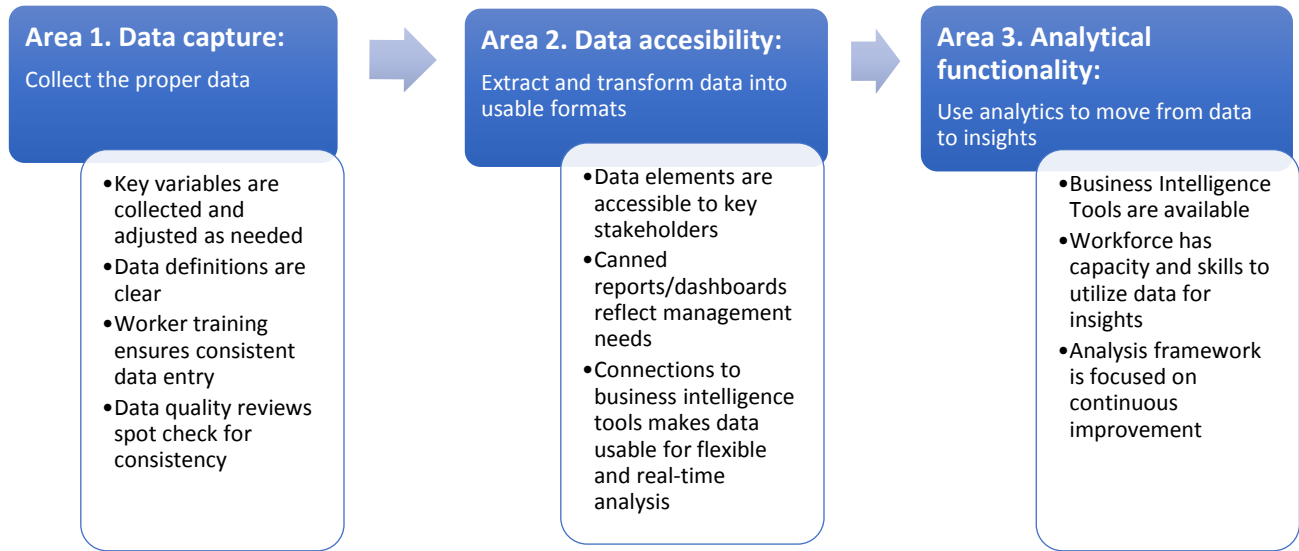 Area 1. Data capture:
Collect the proper data
•Key variables are
collected and
adjusted as needed
•Data definitions are
clear
•Worker training
ensures consistent
data entry
•Data quality reviews
spot check for
consistency
Area 2. Data accesibility:
Extract and transform data into
usable formats
•Data elements are
accessible to key
stakeholders
•Canned
reports/dashboards
reflect management
needs
•Connections to
business intelligence
tools makes data
usable for flexible
and real-time
analysis
Area 3. Analytical
functionality:
Use analytics to move from data
to insights
•Business Intelligence
Tools are available
•Workforce has
capacity and skills to
utilize data for
insights
•Analysis framework
is focused on
continuous
improvement